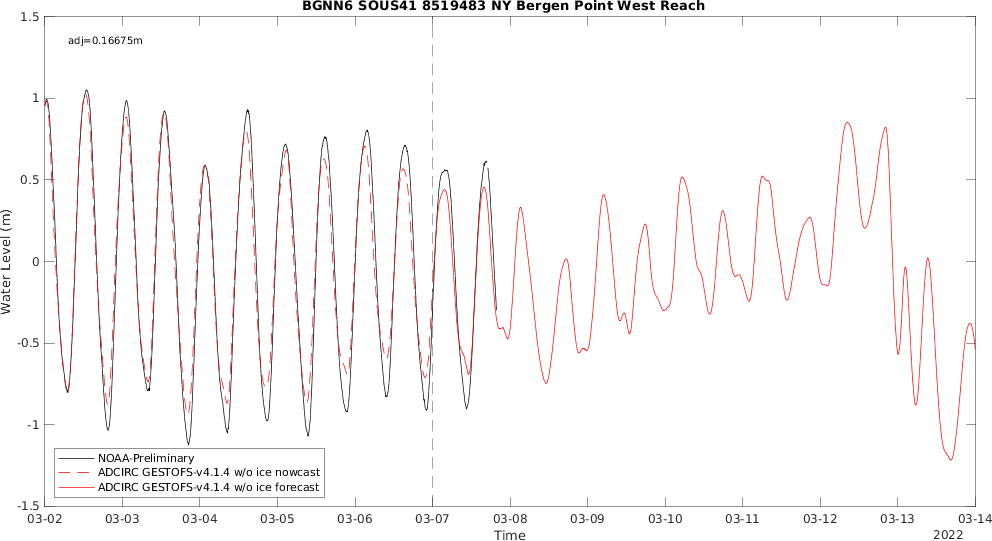 BGNN6 SOUS41 8519483 NY Bergen Point West Reach
adj=0.16675m
1.5
1
0.5
0
-0.5
-1
-1.5
Water Level (m)
NOAA-Preliminary
ADCIRC GESTOFS-v4.1.4 w/o ice nowcast
ADCIRC GESTOFS-v4.1.4 w/o ice forecast
03-02 03-03 03-04 03-05 03-06 03-07 03-08 03-09 03-10 03-11 03-12 03-13 03-14
Time
2022